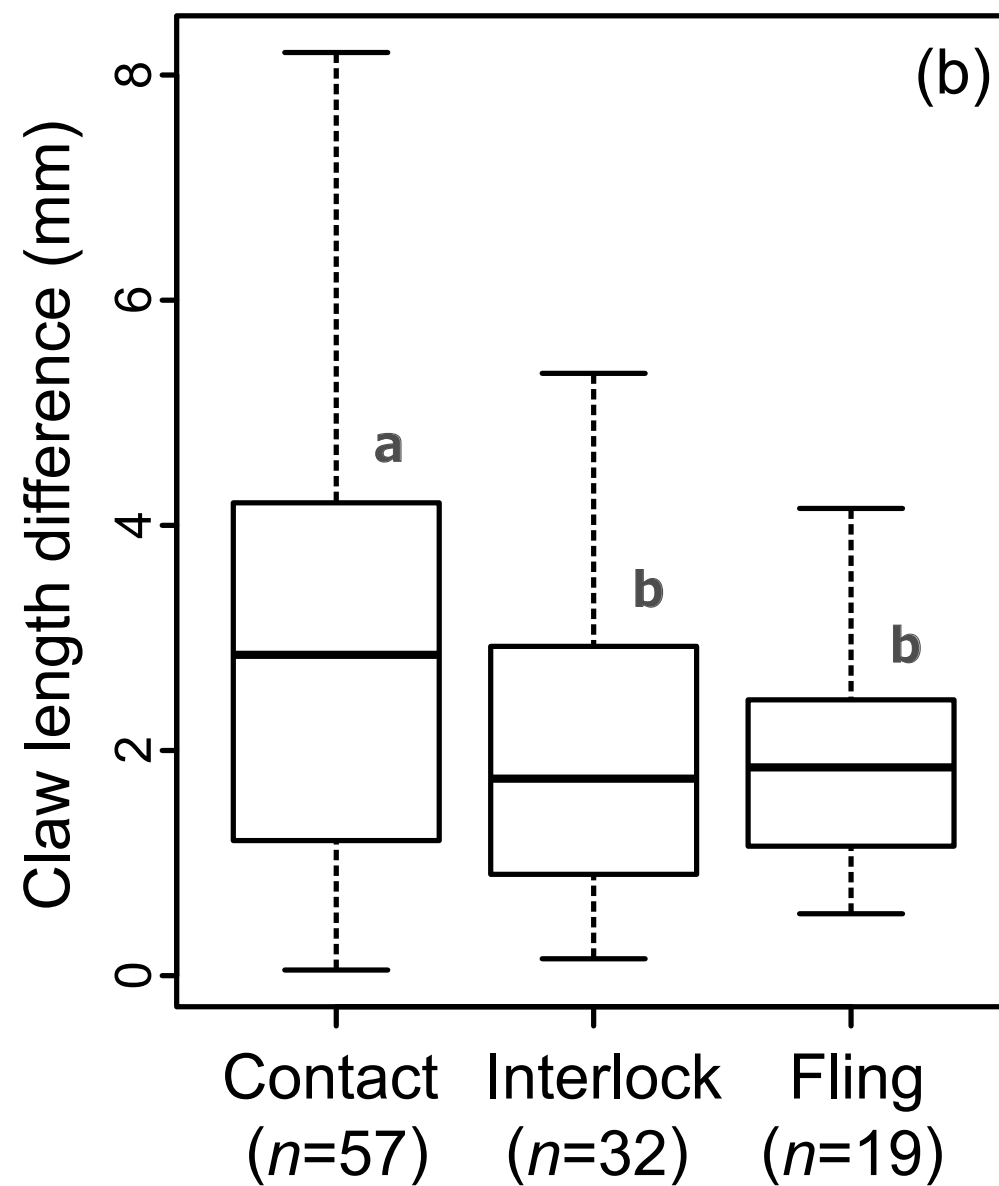 (b)
Claw length difference (mm)
8
6
4
2
0
a
b
b
Contact Interlock Fling
(n=57) (n=32) (n=19)